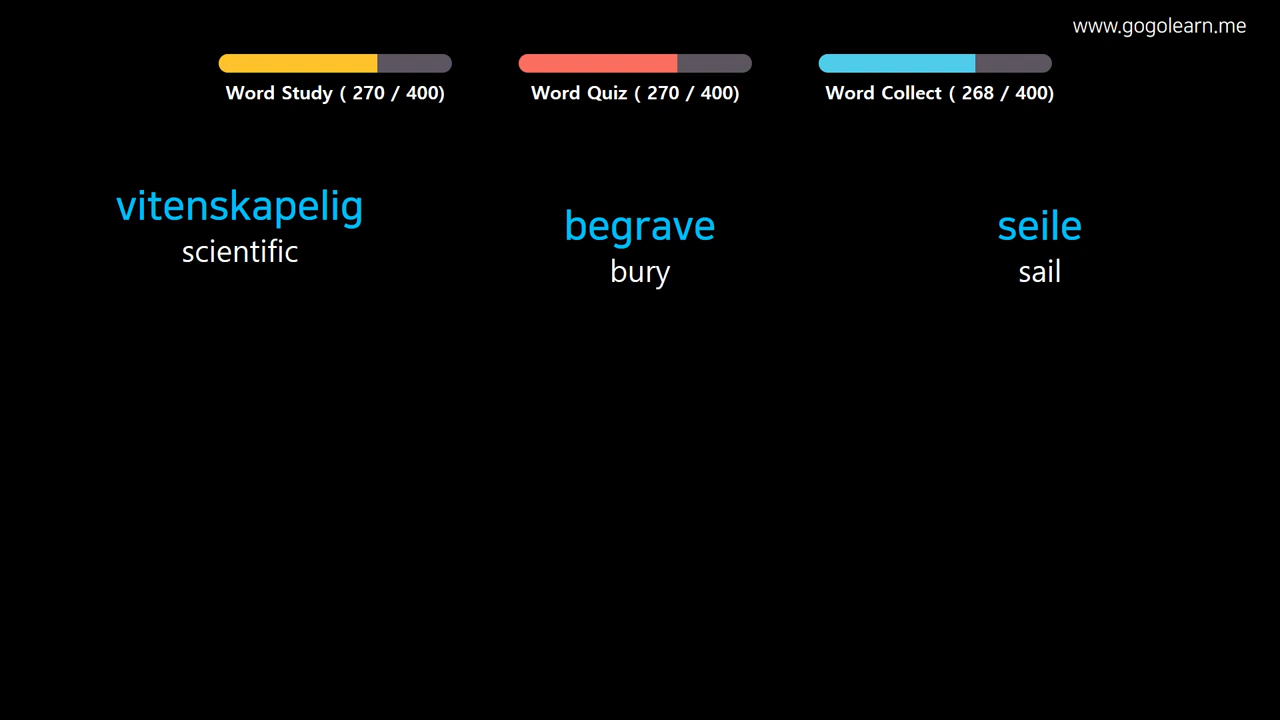 www.gogolearn.me
Word Study ( 270 / 400)
Word Quiz ( 270 / 400)
Word Collect ( 268 / 400)
vitenskapelig
scientific
begrave
bury
seile
sail